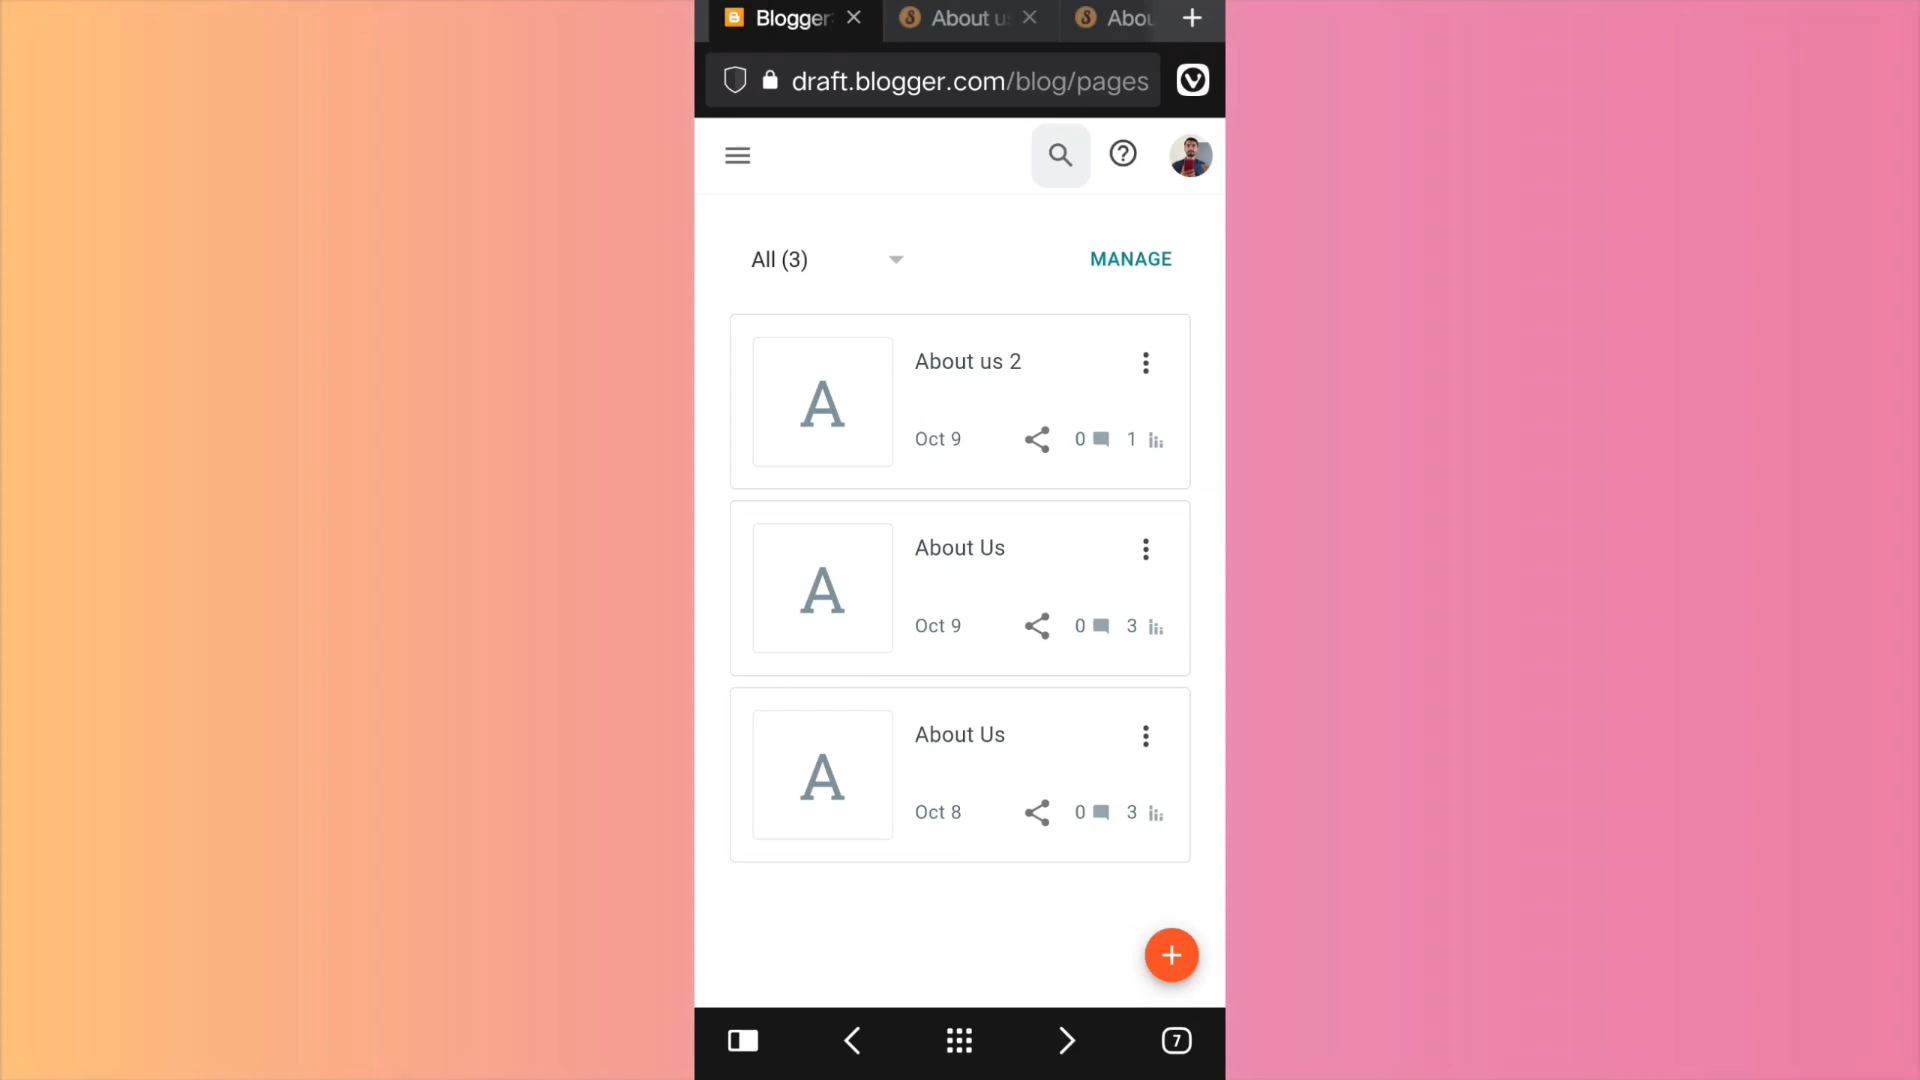 Blogger
About us
Abou
draft.blogger.com/blog/pages
All (3)
MANAGE
A
About us 2
Oct 9
0
1
A
About Us
Oct 9
0
3
A
About Us
Oct 8
0
3
7